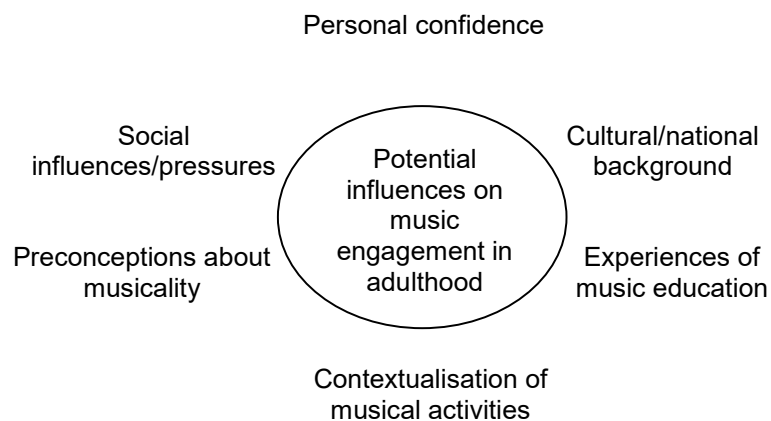 Personal confidence
Social
influences/pressures
Cultural/national
background
Potential
influences on
music
engagement in
adulthood
Preconceptions about
musicality
Experiences of
music education
Contextualisation of
musical activities